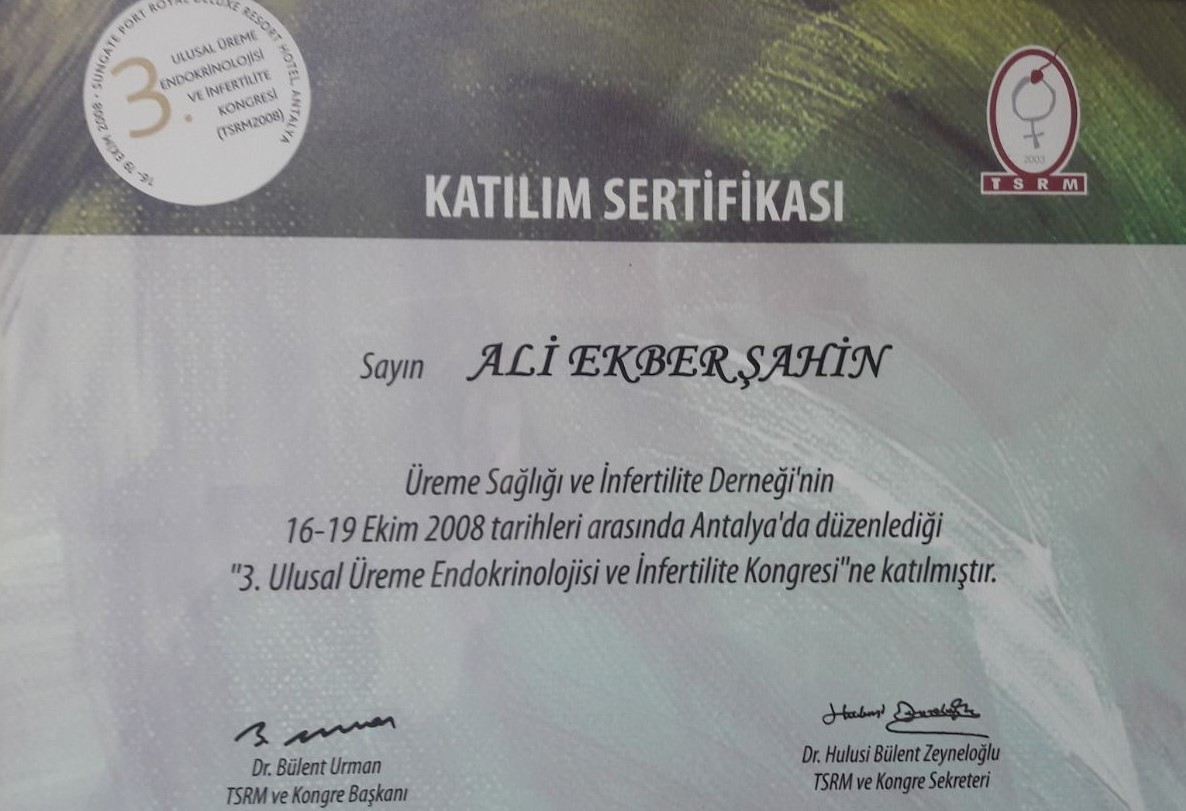 16-19 EKİM 2008 • SUNGATE PORT ROYAL DELUXE RESORT HOTEL, ANTALYA
3.
ULUSAL ÜREME
ENDOKRİNOLOJİSİ
VE İNFERTİLİTE
KONGRESİ
(TSRM2008)
2003
TSRM
KATILIM SERTİFİKASI
Sayın ALİ EKBER ŞAHİN
Üreme Sağlığı ve İnfertilite Derneği'nin
16-19 Ekim 2008 tarihleri arasında Antalya'da düzenlediği
"3. Ulusal Üreme Endokrinolojisi ve İnfertilite Kongresi"ne katılmıştır.
Dr. Bülent Urman
TSRM ve Kongre Başkanı
Dr. Hulusi Bülent Zeyneloğlu
TSRM ve Kongre Sekreteri